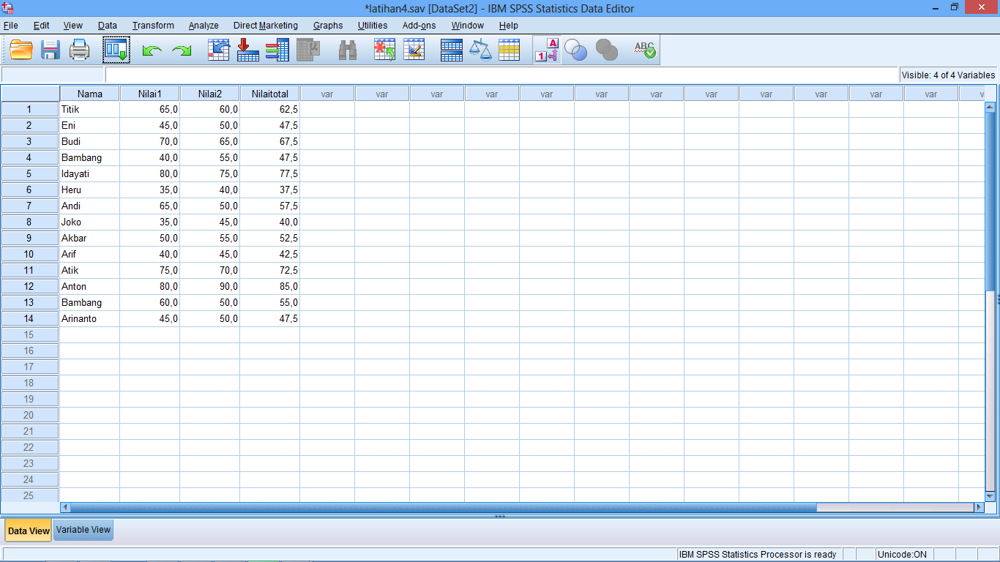 *latihan4.sav [DataSet2] - IBM SPSS Statistics Data Editor
File Edit View Data Transform Analyze Direct Marketing Graphs Utilities Add-ons Window Help
Visible: 4 of 4 Variables
Nama Nilai1 Nilai2 Nilaitotal var var var var var var var var var var var var
1 Titik 65,0 60,0 62,5
2 Eni 45,0 50,0 47,5
3 Budi 70,0 65,0 67,5
4 Bambang 40,0 55,0 47,5
5 Idayati 80,0 75,0 77,5
6 Heru 35,0 40,0 37,5
7 Andi 65,0 50,0 57,5
8 Joko 35,0 45,0 40,0
9 Akbar 50,0 55,0 52,5
10 Arif 40,0 45,0 42,5
11 Atik 75,0 70,0 72,5
12 Anton 80,0 90,0 85,0
13 Bambang 60,0 50,0 55,0
14 Arinanto 45,0 50,0 47,5
15
16
17
18
19
20
21
22
23
24
25
Data View Variable View
IBM SPSS Statistics Processor is ready Unicode:ON